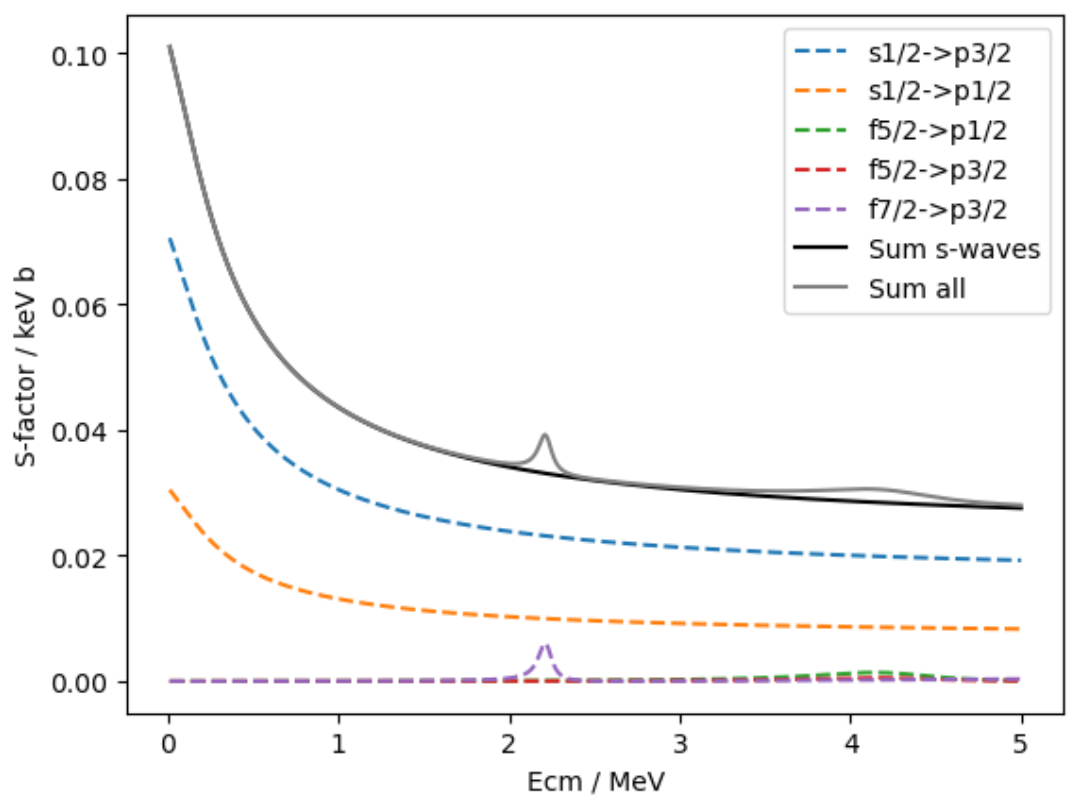 0.10
0.08
0.06
0.04
0.02
0.00
S-factor / keV b
s1/2->p3/2
s1/2->p1/2
f5/2->p1/2
f5/2->p3/2
f7/2->p3/2
Sum s-waves
Sum all
0 1 2 3 4 5
Ecm / MeV